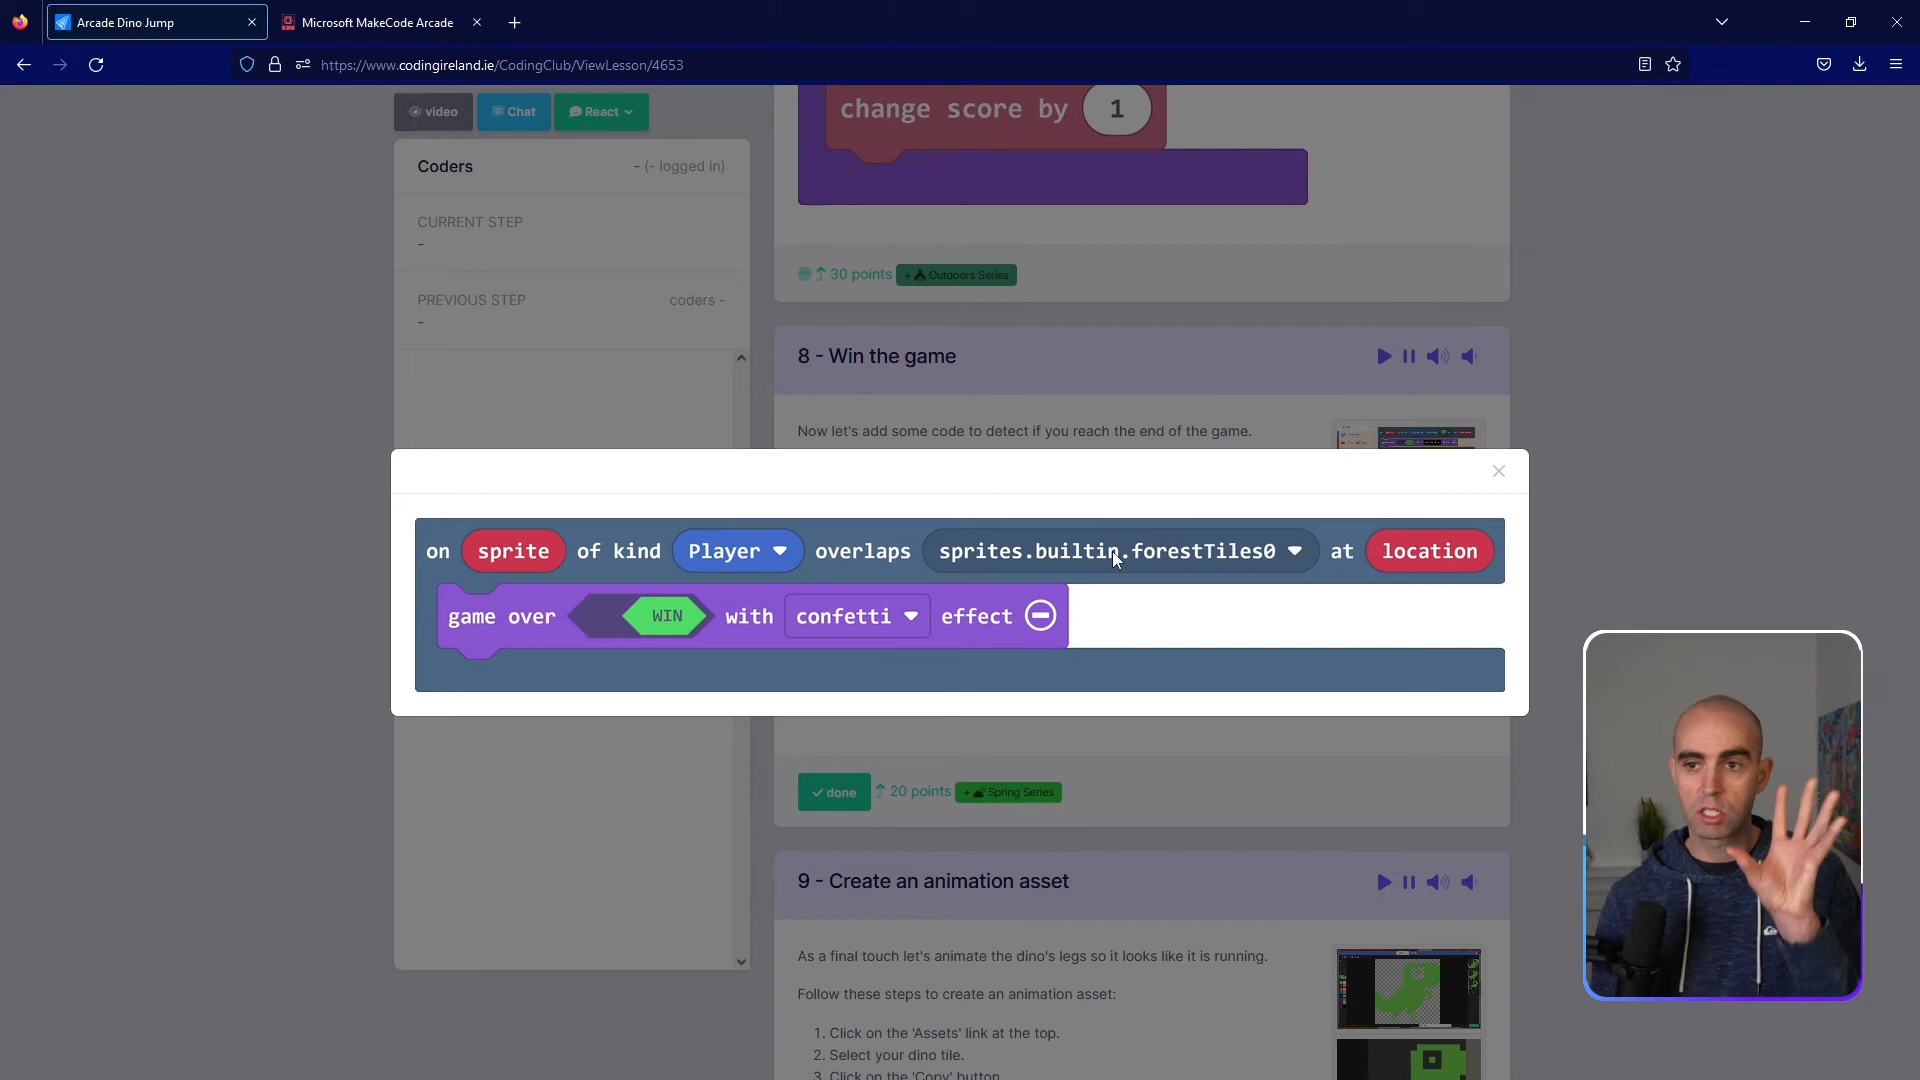 Arcade Dino Jump
Microsoft MakeCode Arcade
https://www.codingireland.ie/CodingClub/ViewLesson/4653
video
Chat
React
Coders
- (- logged in)
CURRENT STEP
-
PREVIOUS STEP
coders -
-
change score by 1
30 points
+ Outdoors Series
8 - Win the game
Now let's add some code to detect if you reach the end of the game.
on sprite of kind Player overlaps sprites.builtin.forestTiles0 at location
game over WIN with confetti effect
done
20 points
+ Spring Series
9 - Create an animation asset
As a final touch let's animate the dino's legs so it looks like it is running.
Follow these steps to create an animation asset:
1. Click on the 'Assets' link at the top.
2. Select your dino tile.
3. Click on the 'Copy' button.